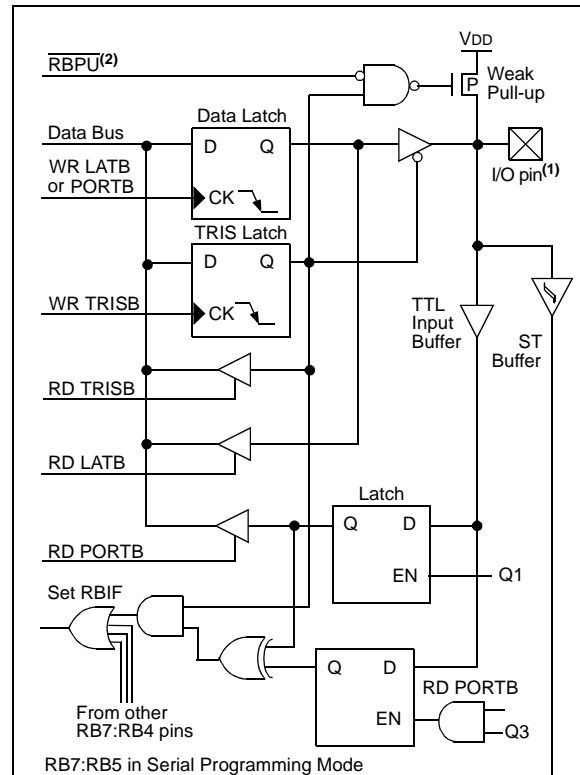 VDD
RBPU(2)
P
Weak
Pull-up
Data Latch
Data Bus
D Q
I/O pin(1)
WR LATB
or PORTB
CK
TRIS Latch
D Q
WR TRISB
CK
TTL
Input
Buffer
ST
Buffer
RD TRISB
RD LATB
Latch
Q D
RD PORTB
EN
Q1
Set RBIF
Q D
RD PORTB
EN
Q3
From other
RB7:RB4 pins
RB7:RB5 in Serial Programming Mode